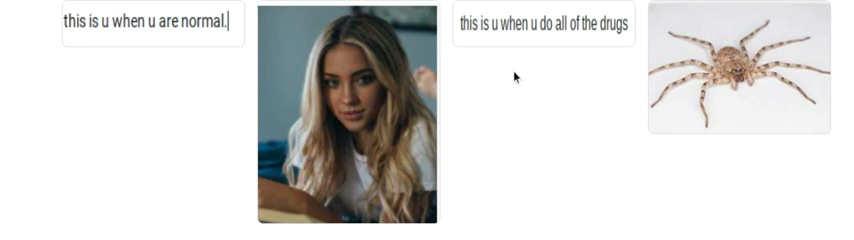 this is u when u are normal.
this is u when u do all of the drugs